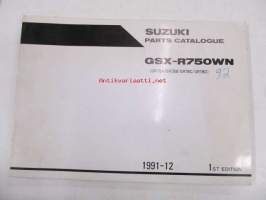 SUZUKI
PARTS CATALOGUE
GSX-R750WN
92
Antikvariaatti.net
1991-12
1ST EDITION